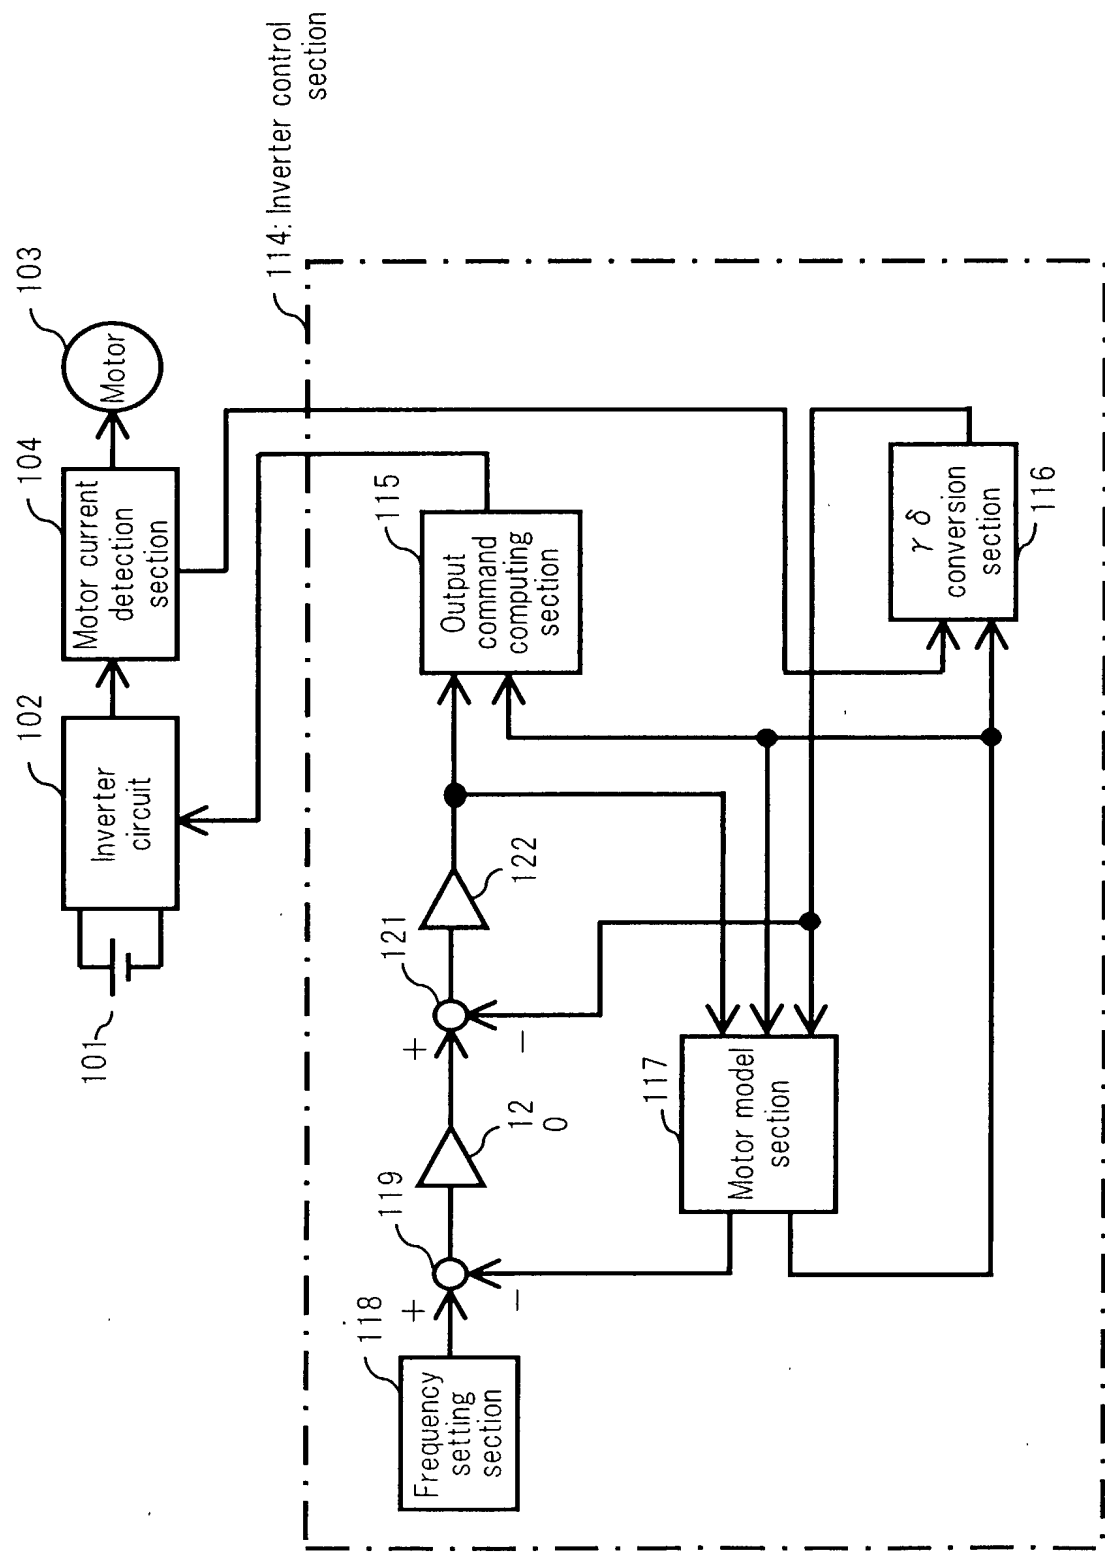 101
102
Inverter
circuit
104
Motor current
detection
section
103
Motor
114: Inverter control
section
118
Frequency
setting
section
+
−
119
12
0
+
−
121
122
115
Output
command
computing
section
117
Motor model
section
γ δ
conversion
section
116